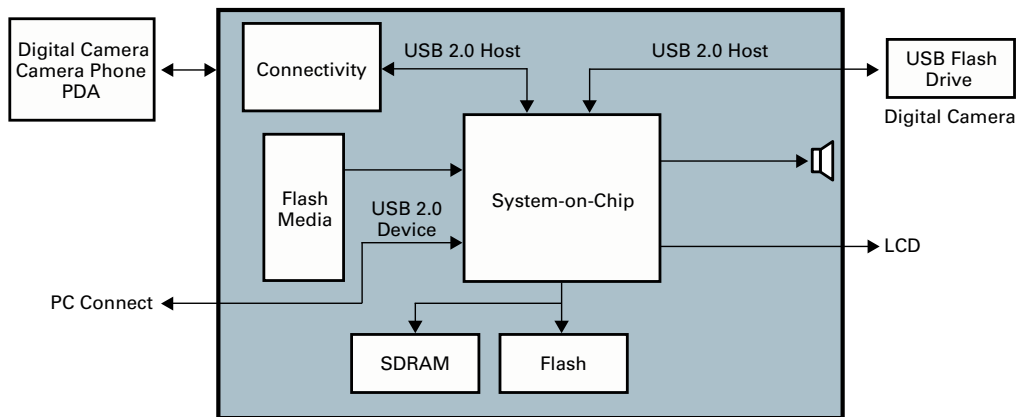 Digital Camera
Camera Phone
PDA
Connectivity
USB 2.0 Host
USB 2.0 Host
USB Flash
Drive
Digital Camera
Flash
Media
USB 2.0
Device
System-on-Chip
LCD
PC Connect
SDRAM
Flash